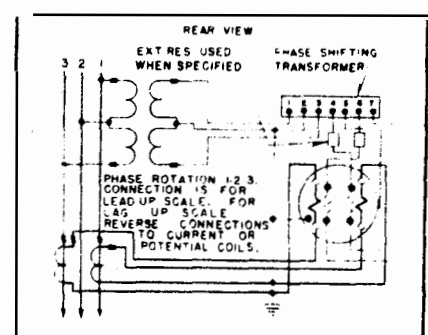 REAR VIEW
EXT RES USED
WHEN SPECIFIED
PHASE SHIFTING
TRANSFORMER
3 2 1
1 2 3 4 5 6 7
PHASE ROTATION 1-2-3.
CONNECTION IS FOR
LEAD UP SCALE. FOR
LAG UP SCALE
REVERSE CONNECTIONS
TO CURRENT OR
POTENTIAL COILS.